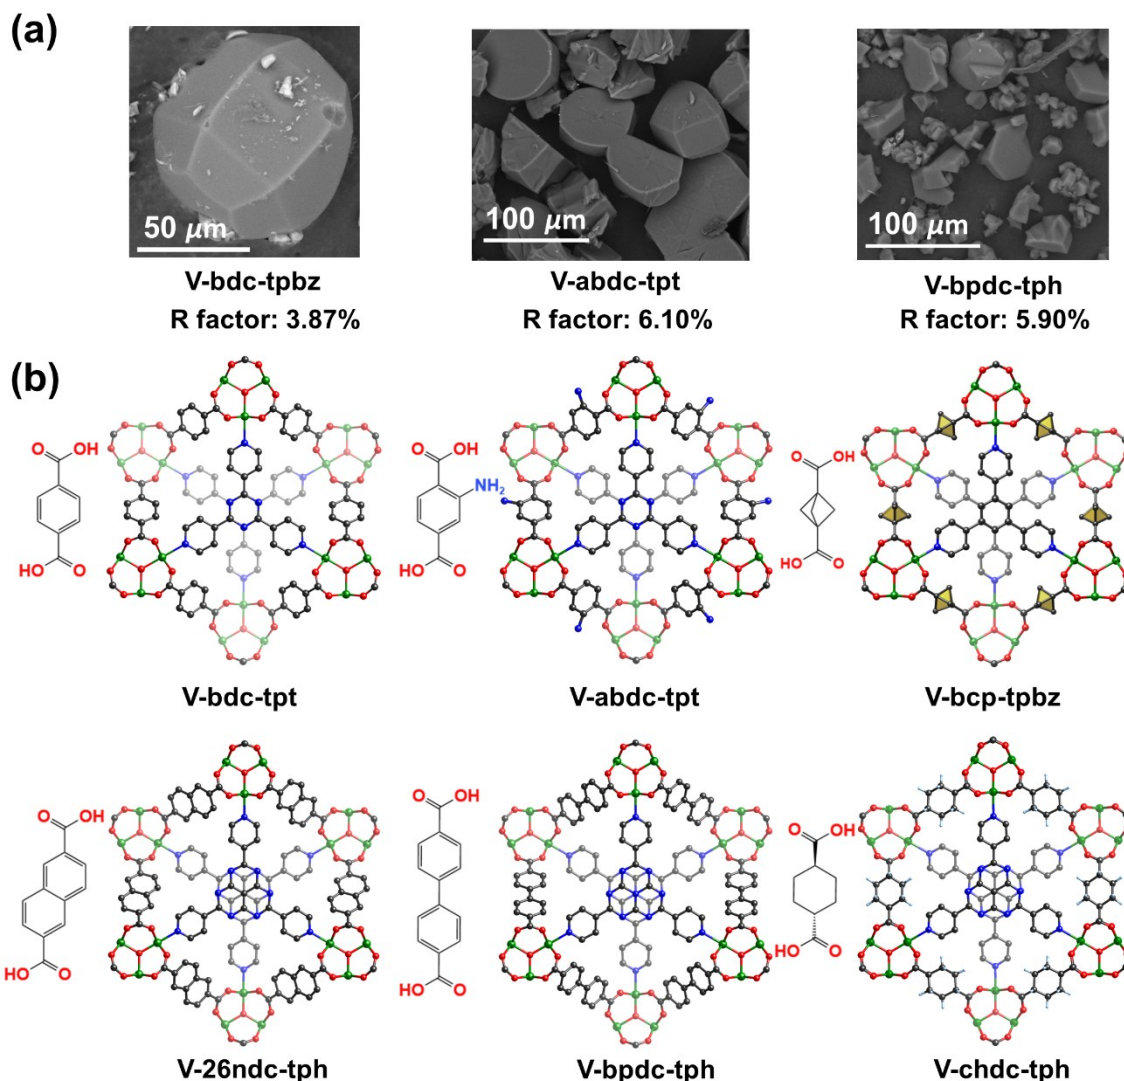 (a)
50 μm
100 μm
100 μm
V-bdc-tpbz
V-abdc-tpt
V-bpdc-tph
R factor: 3.87%
R factor: 6.10%
R factor: 5.90%
(b)
O
OH
HO
O
O
OH
NH₂
HO
O
O
OH
HO
O
V-bdc-tpt
V-abdc-tpt
V-bcp-tpbz
O
OH
HO
O
O
OH
HO
O
O
OH
HO
O
V-26ndc-tph
V-bpdc-tph
V-chdc-tph